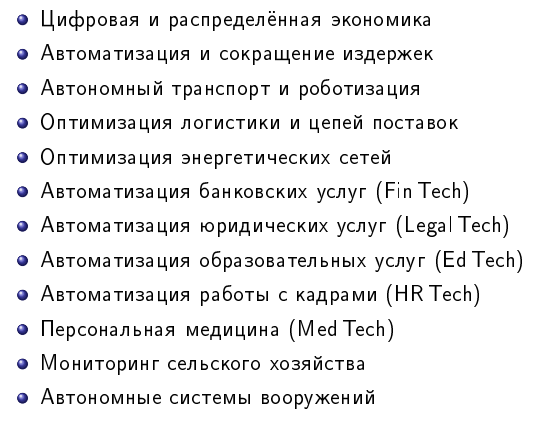 Цифровая и распределённая экономика
Автоматизация и сокращение издержек
Автономный транспорт и роботизация
Оптимизация логистики и цепей поставок
Оптимизация энергетических сетей
Автоматизация банковских услуг (Fin Tech)
Автоматизация юридических услуг (Legal Tech)
Автоматизация образовательных услуг (Ed Tech)
Автоматизация работы с кадрами (HR Tech)
Персональная медицина (Med Tech)
Мониторинг сельского хозяйства
Автономные системы вооружений